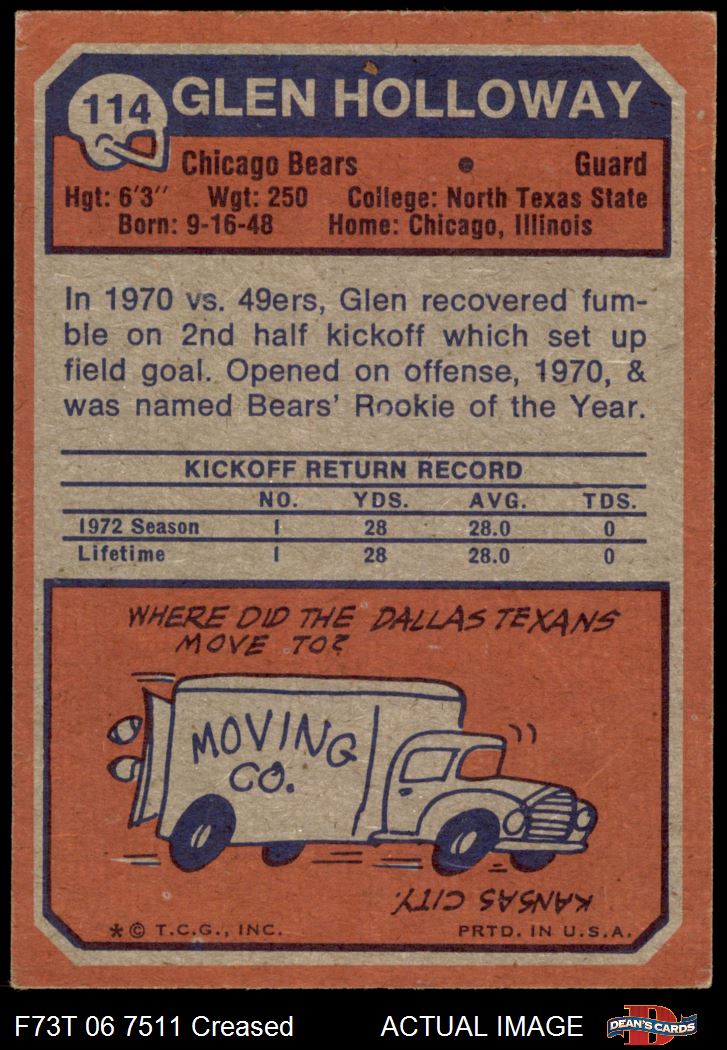 114 GLEN HOLLOWAY
Chicago Bears • Guard
Hgt: 6'3" Wgt: 250 College: North Texas State
Born: 9-16-48 Home: Chicago, Illinois
In 1970 vs. 49ers, Glen recovered fum-
ble on 2nd half kickoff which set up
field goal. Opened on offense, 1970, &
was named Bears' Rookie of the Year.
KICKOFF RETURN RECORD
NO. YDS. AVG. TDS.
1972 Season 1 28 28.0 0
Lifetime 1 28 28.0 0
WHERE DID THE DALLAS TEXANS
MOVE TO?
MOVING
CO.
KANSAS CITY.
* © T.C.G., INC. PRTD. IN U.S.A.
F73T 06 7511 Creased ACTUAL IMAGE D DEAN'S CARDS